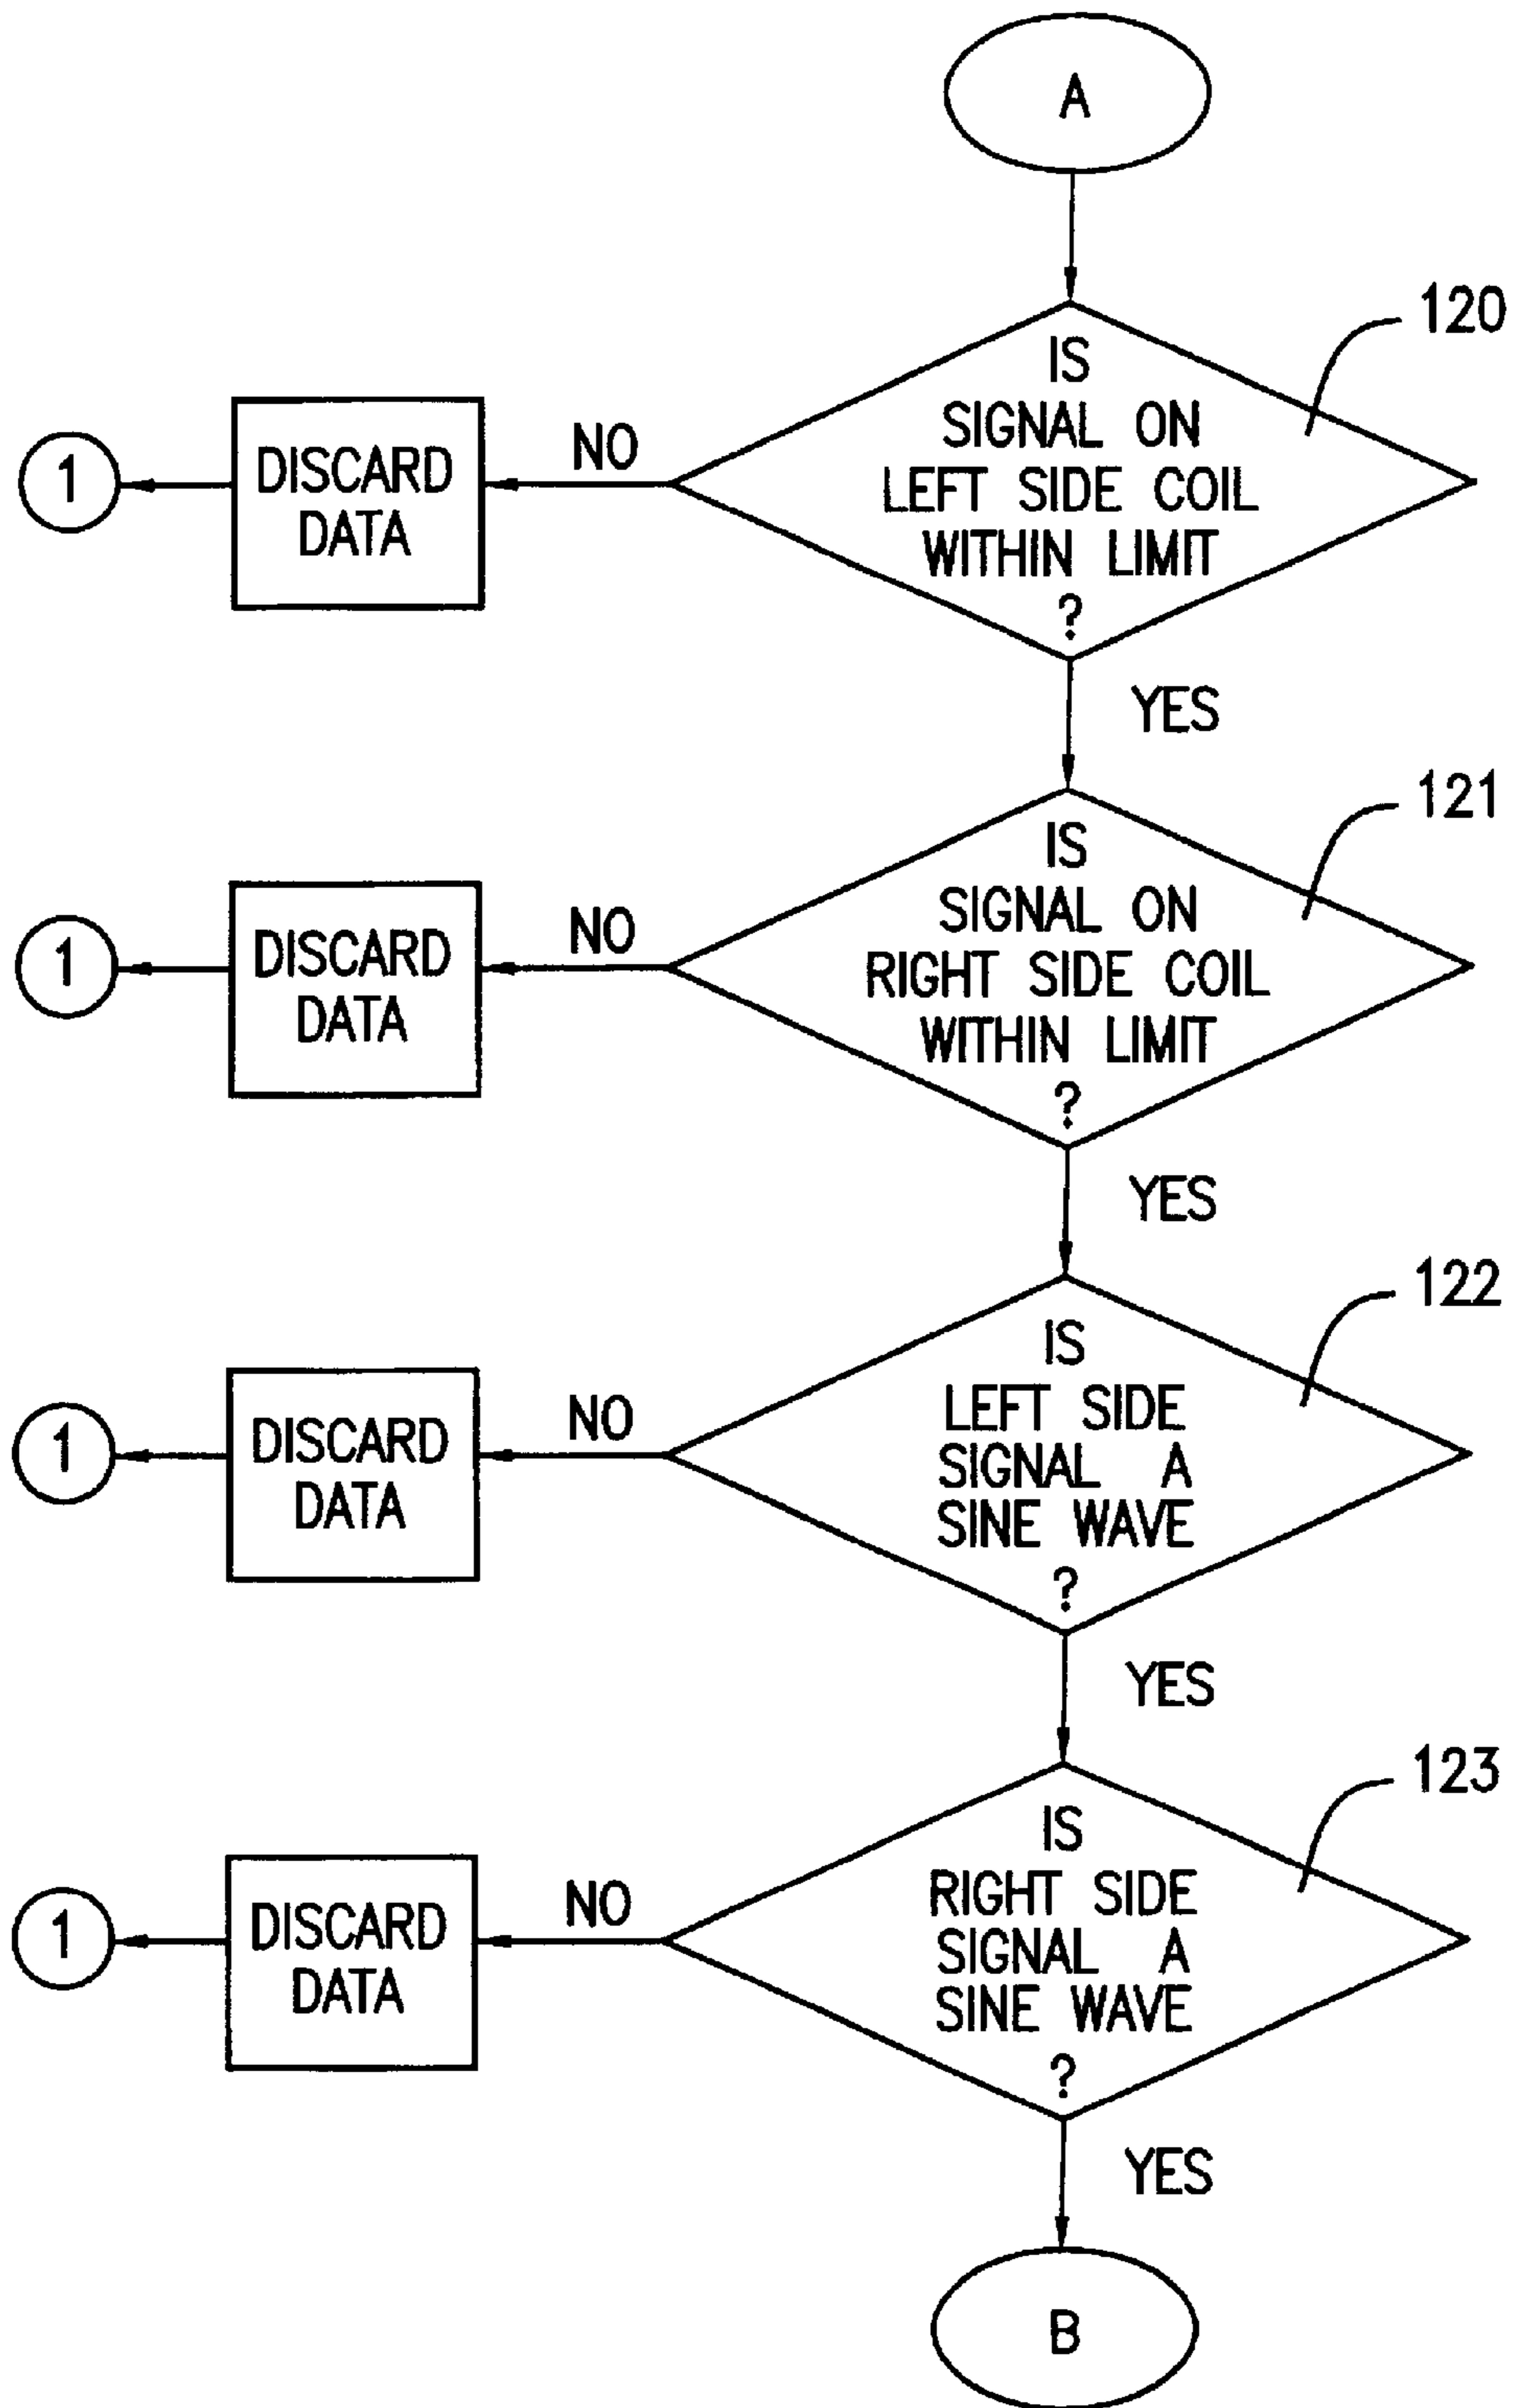 A
120
IS
SIGNAL ON
LEFT SIDE COIL
WITHIN LIMIT
?
NO
DISCARD
DATA
1
YES
121
IS
SIGNAL ON
RIGHT SIDE COIL
WITHIN LIMIT
?
NO
DISCARD
DATA
1
YES
122
IS
LEFT SIDE
SIGNAL A
SINE WAVE
?
NO
DISCARD
DATA
1
YES
123
IS
RIGHT SIDE
SIGNAL A
SINE WAVE
?
NO
DISCARD
DATA
1
YES
B